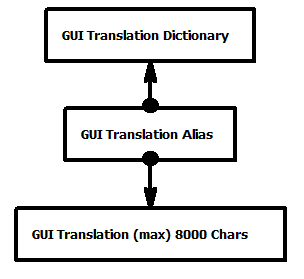 GUI Translation Dictionary
GUI Translation Alias
GUI Translation (max) 8000 Chars